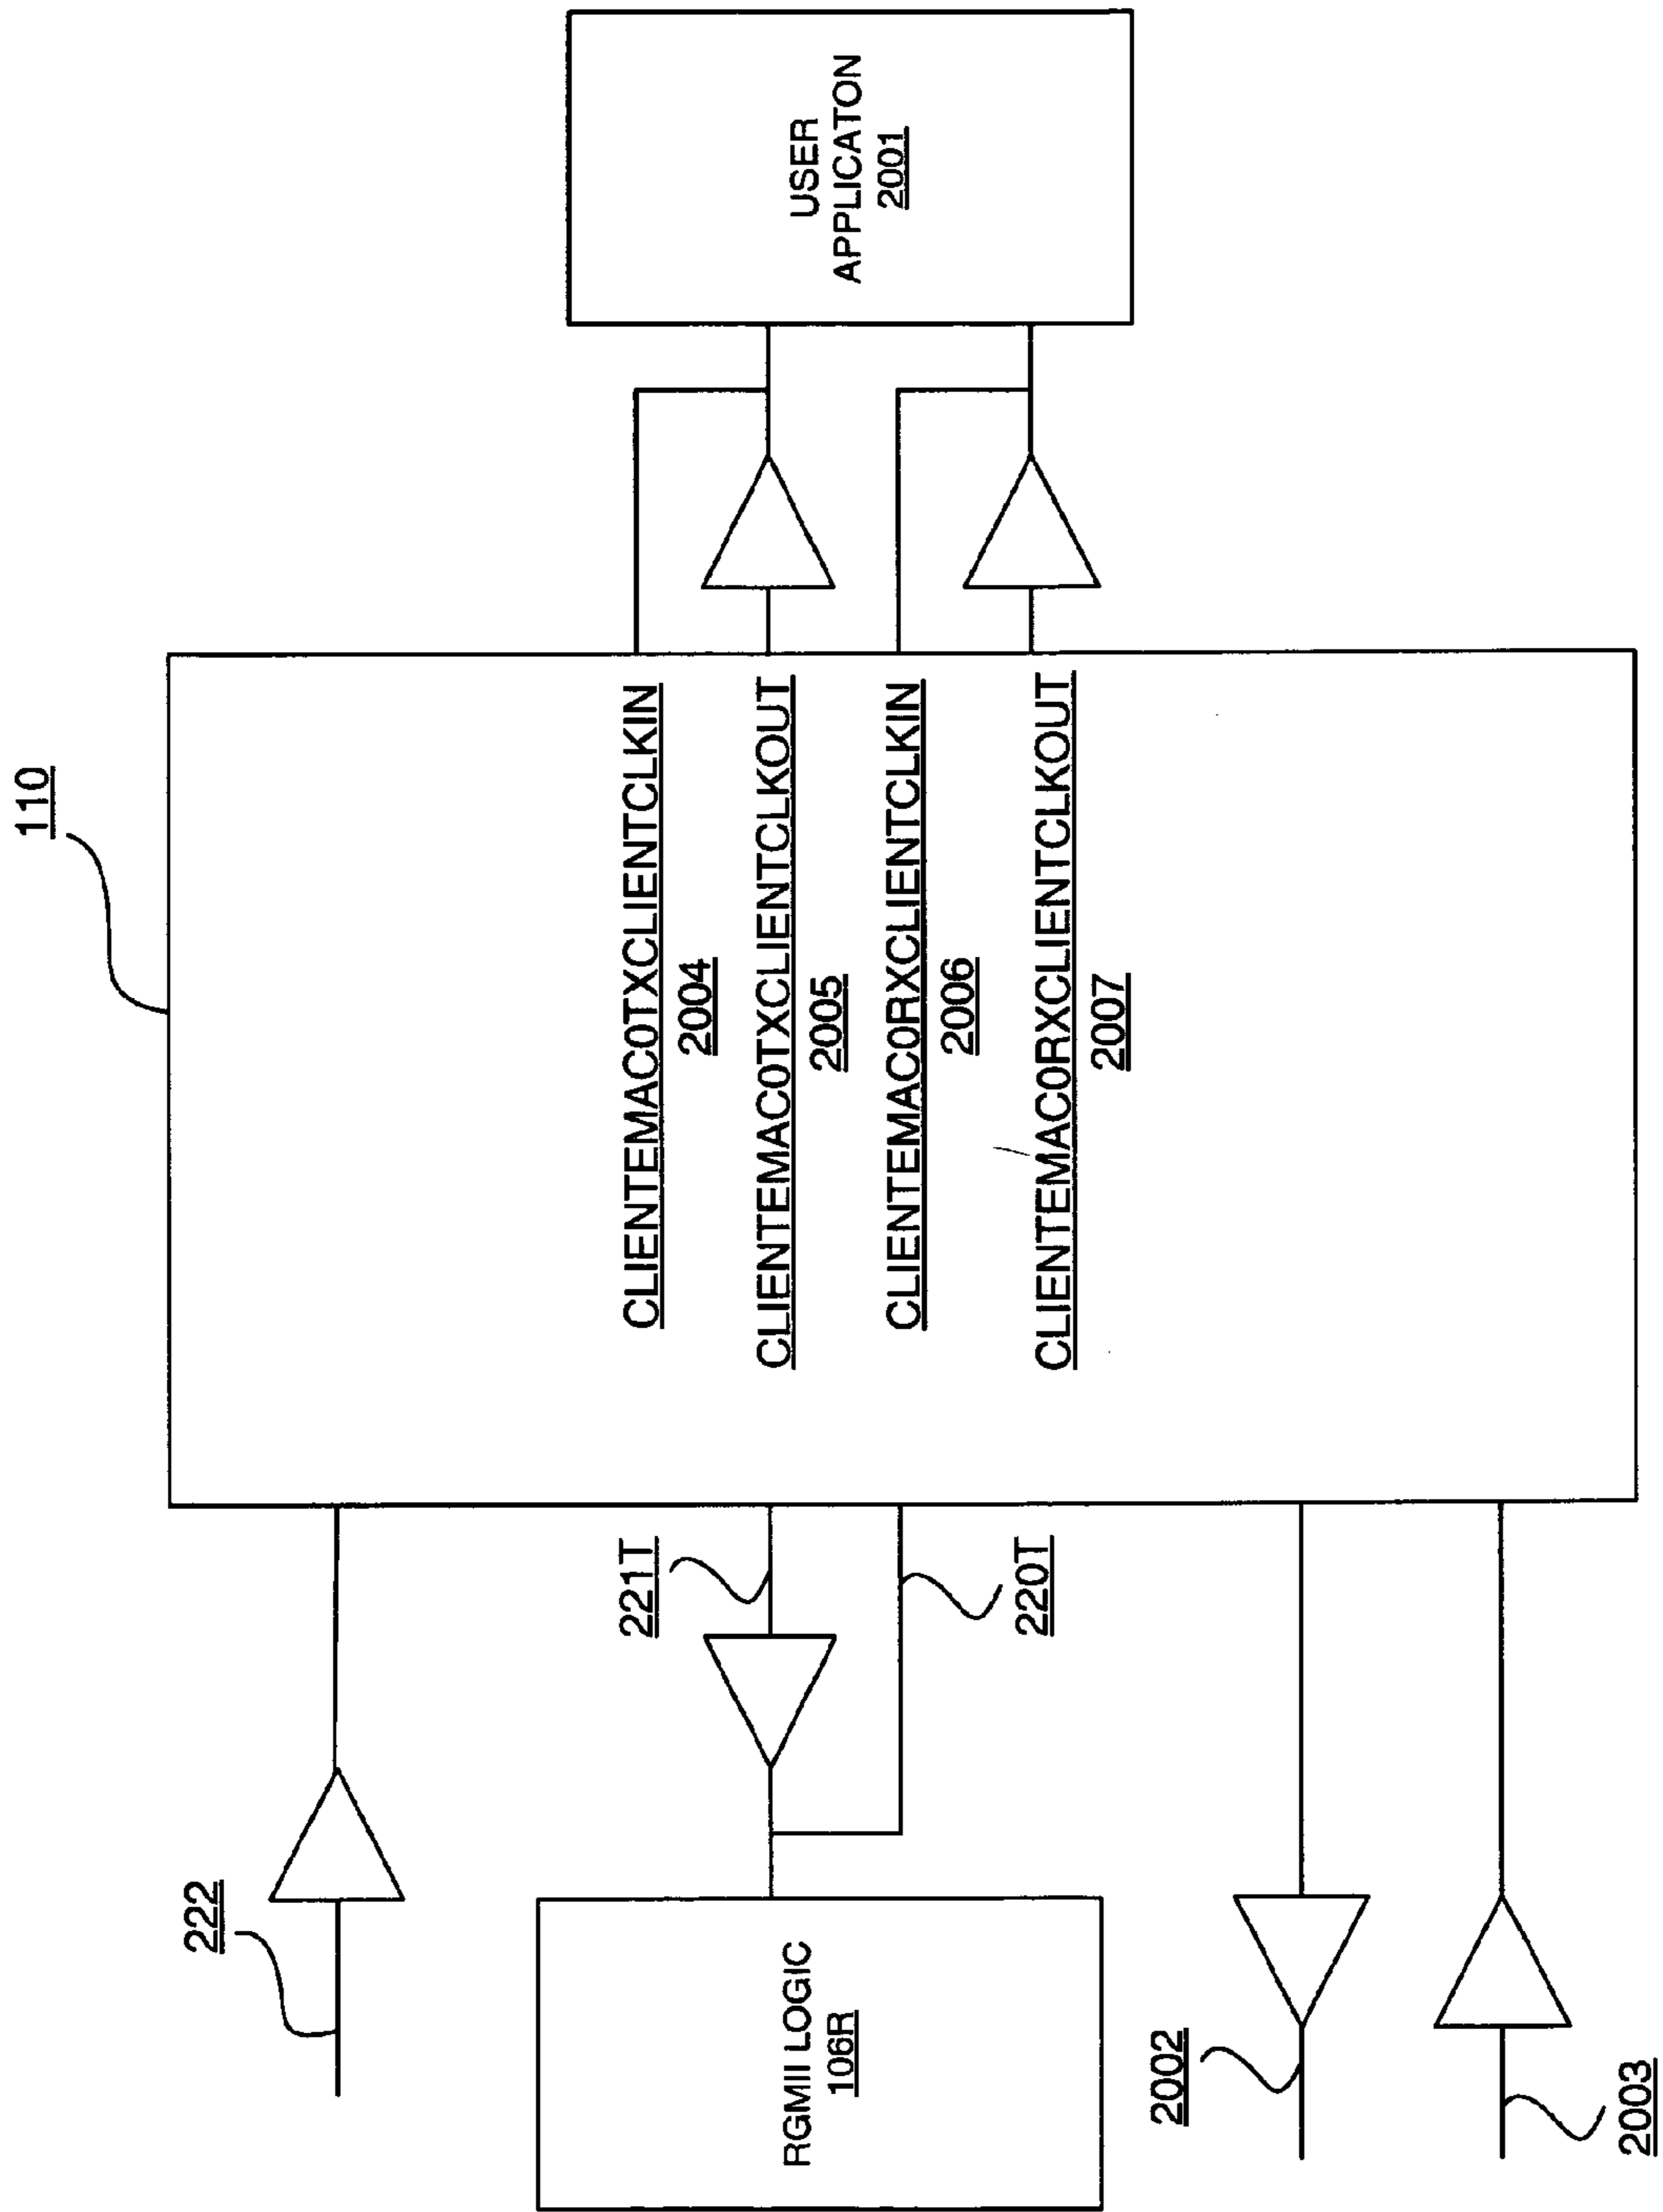 110
USER
APPLICATON
2001
CLIENTEMAC0TXCLIENTCLKIN
2004
CLIENTEMAC0TXCLIENTCLKOUT
2005
CLIENTEMAC0RXCLIENTCLKIN
2006
CLIENTEMAC0RXCLIENTCLKOUT
2007
222
221T
220T
RGMII LOGIC
106R
2002
2003